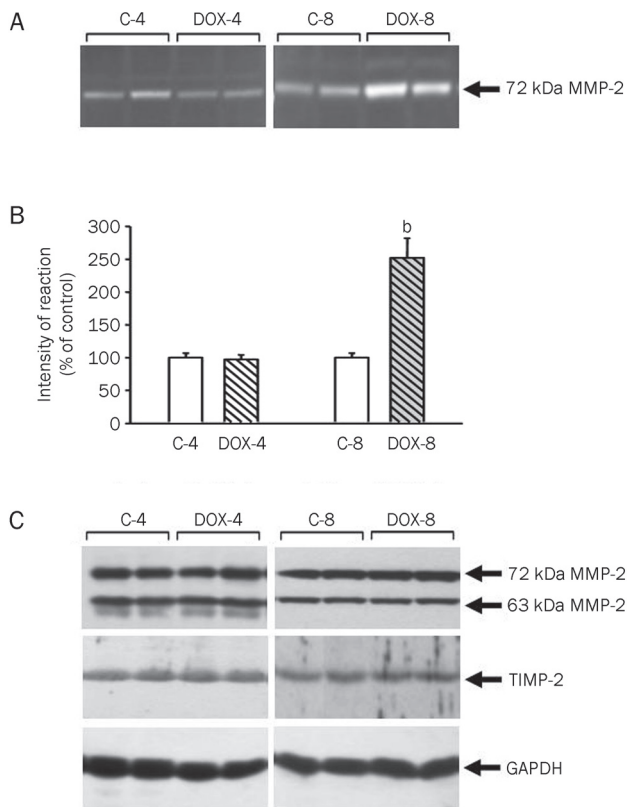 A
C-4 DOX-4 C-8 DOX-8
72 kDa MMP-2
B
Intensity of reaction
(% of control)
300
b
250
200
150
100
50
0
C-4 DOX-4 C-8 DOX-8
C
C-4 DOX-4 C-8 DOX-8
72 kDa MMP-2
63 kDa MMP-2
TIMP-2
GAPDH